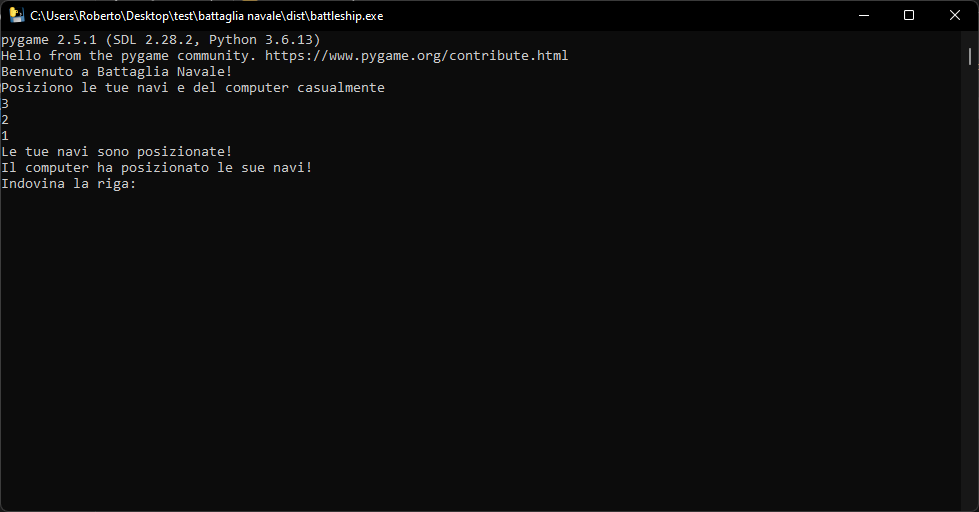 C:\Users\Roberto\Desktop\test\battaglia navale\dist\battleship.exe
pygame 2.5.1 (SDL 2.28.2, Python 3.6.13)
Hello from the pygame community. https://www.pygame.org/contribute.html
Benvenuto a Battaglia Navale!
Posiziono le tue navi e del computer casualmente
3
2
1
Le tue navi sono posizionate!
Il computer ha posizionato le sue navi!
Indovina la riga: